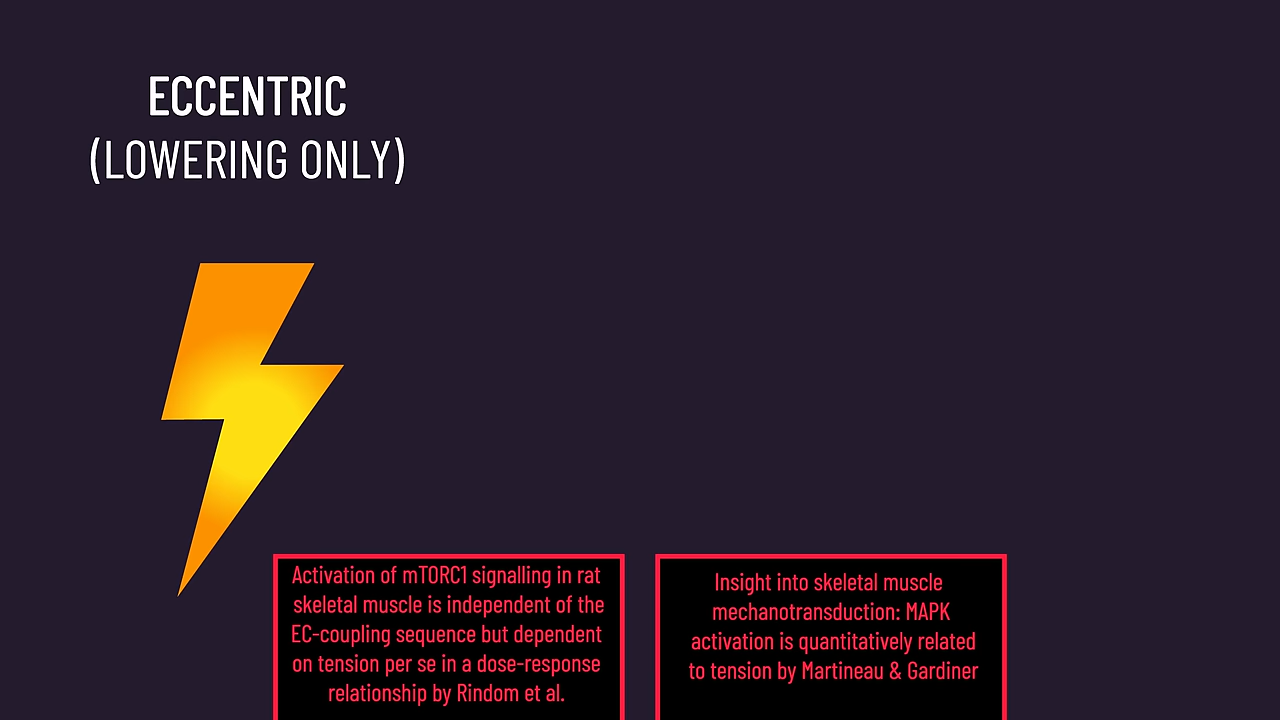 ECCENTRIC
(LOWERING ONLY)
Activation of mTORC1 signalling in rat
skeletal muscle is independent of the
EC-coupling sequence but dependent
on tension per se in a dose-response
relationship by Rindom et al.
Insight into skeletal muscle
mechanotransduction: MAPK
activation is quantitatively related
to tension by Martineau & Gardiner